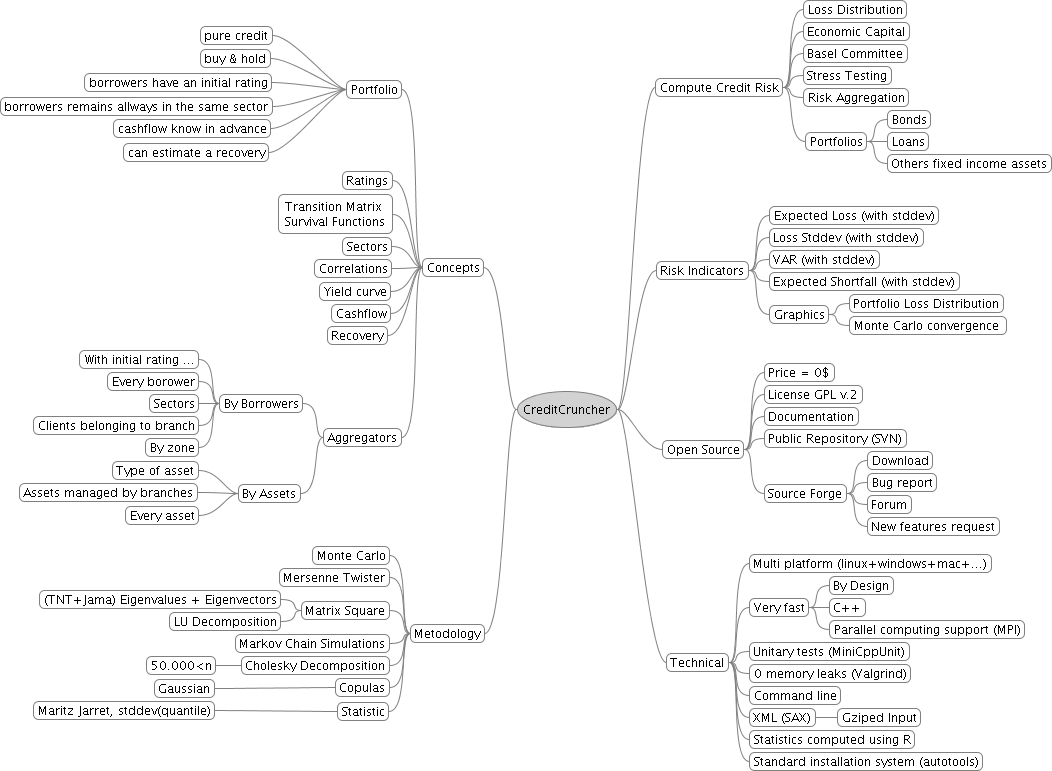 CreditCruncher
Portfolio
pure credit
buy & hold
borrowers have an initial rating
borrowers remains allways in the same sector
cashflow know in advance
can estimate a recovery
Concepts
Ratings
Transition Matrix
Survival Functions
Sectors
Correlations
Yield curve
Cashflow
Recovery
Aggregators
By Borrowers
With initial rating ...
Every borower
Sectors
Clients belonging to branch
By zone
By Assets
Type of asset
Assets managed by branches
Every asset
Metodology
Monte Carlo
Mersenne Twister
Matrix Square
(TNT+Jama) Eigenvalues + Eigenvectors
LU Decomposition
Markov Chain Simulations
Cholesky Decomposition
50.000<n
Copulas
Gaussian
Statistic
Maritz Jarret, stddev(quantile)
Compute Credit Risk
Loss Distribution
Economic Capital
Basel Committee
Stress Testing
Risk Aggregation
Portfolios
Bonds
Loans
Others fixed income assets
Risk Indicators
Expected Loss (with stddev)
Loss Stddev (with stddev)
VAR (with stddev)
Expected Shortfall (with stddev)
Graphics
Portfolio Loss Distribution
Monte Carlo convergence
Open Source
Price = 0$
License GPL v.2
Documentation
Public Repository (SVN)
Source Forge
Download
Bug report
Forum
New features request
Technical
Multi platform (linux+windows+mac+...)
Very fast
By Design
C++
Parallel computing support (MPI)
Unitary tests (MiniCppUnit)
0 memory leaks (Valgrind)
Command line
XML (SAX)
Gziped Input
Statistics computed using R
Standard installation system (autotools)